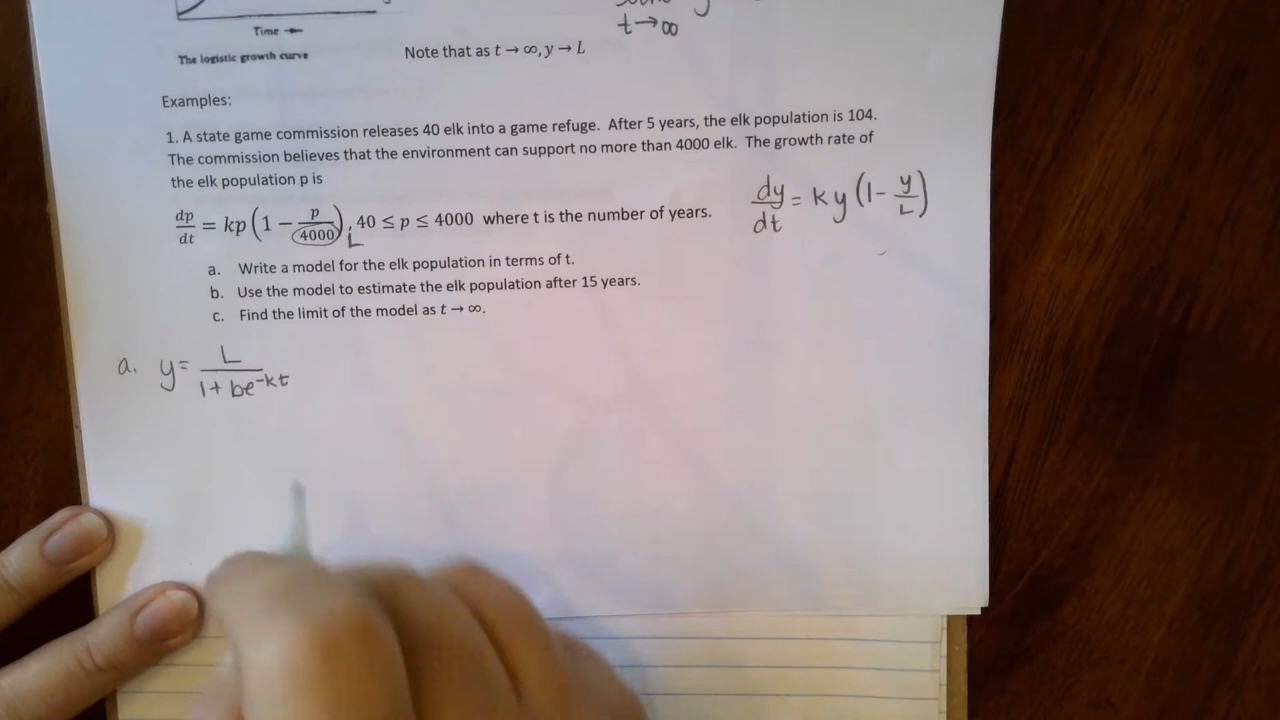 t→∞
Time
The logistic growth curve
Note that as t → ∞, y → L
Examples:
1. A state game commission releases 40 elk into a game refuge. After 5 years, the elk population is 104.
The commission believes that the environment can support no more than 4000 elk. The growth rate of
the elk population p is
dp/dt = kp(1 − p/4000), 40 ≤ p ≤ 4000 where t is the number of years.
L
dy/dt = ky(1 - y/L)
a. Write a model for the elk population in terms of t.
b. Use the model to estimate the elk population after 15 years.
c. Find the limit of the model as t → ∞.
a. y = L/1+be^-kt